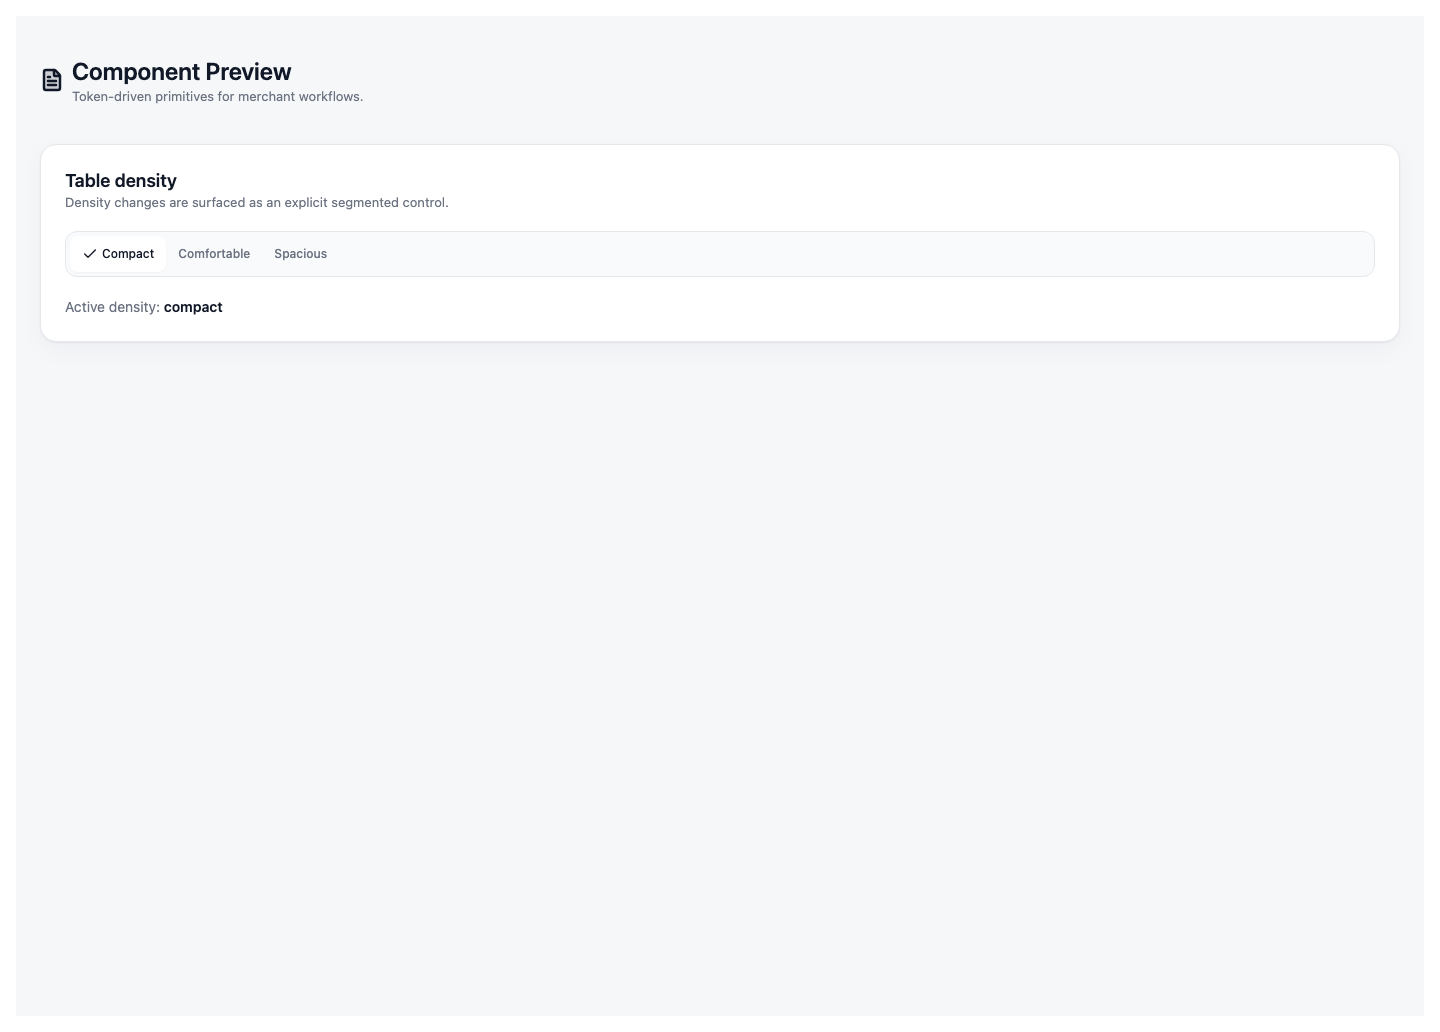 Component Preview
Token-driven primitives for merchant workflows.
Table density
Density changes are surfaced as an explicit segmented control.
Compact Comfortable Spacious
Active density: compact